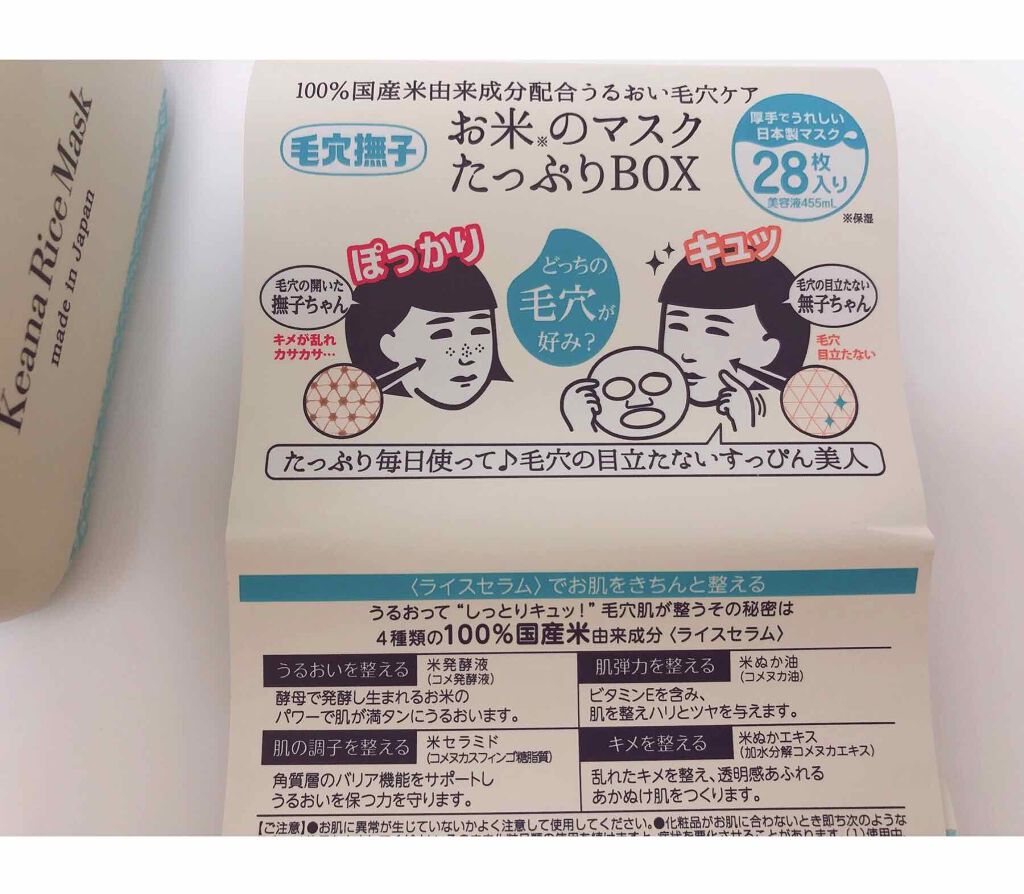 Keana Rice Mask
made in Japan
100%国産米由来成分配合うるおい毛穴ケア
毛穴撫子
お米※のマスク
たっぷりBOX
厚手でうれしい
日本製マスク
28枚入り
美容液455mL
※保湿
ぽっかり
毛穴の開いた
撫子ちゃん
キメが乱れ
カサカサ…
どっちの
毛穴が
好み?
キュッ
毛穴の目立たない
無子ちゃん
毛穴
目立たない
たっぷり毎日使って♪毛穴の目立たないすっぴん美人
〈ライスセラム〉でお肌をきちんと整える
うるおって“しっとりキュッ!”毛穴肌が整うその秘密は
4種類の100%国産米由来成分〈ライスセラム〉
うるおいを整える 米発酵液
(コメ発酵液)
酵母で発酵し生まれるお米の
パワーで肌が満タンにうるおいます。
肌弾力を整える 米ぬか油
(コメヌカ油)
ビタミンEを含み、
肌を整えハリとツヤを与えます。
肌の調子を整える 米セラミド
(コメヌカスフィンゴ糖脂質)
角質層のバリア機能をサポートし
うるおいを保つ力を守ります。
キメを整える 米ぬかエキス
(加水分解コメヌカエキス)
乱れたキメを整え、透明感あふれる
あかぬけ肌をつくります。
【ご注意】●お肌に異常が生じていないかよく注意して使用してください。●化粧品がお肌に合わないとき即ち次のような